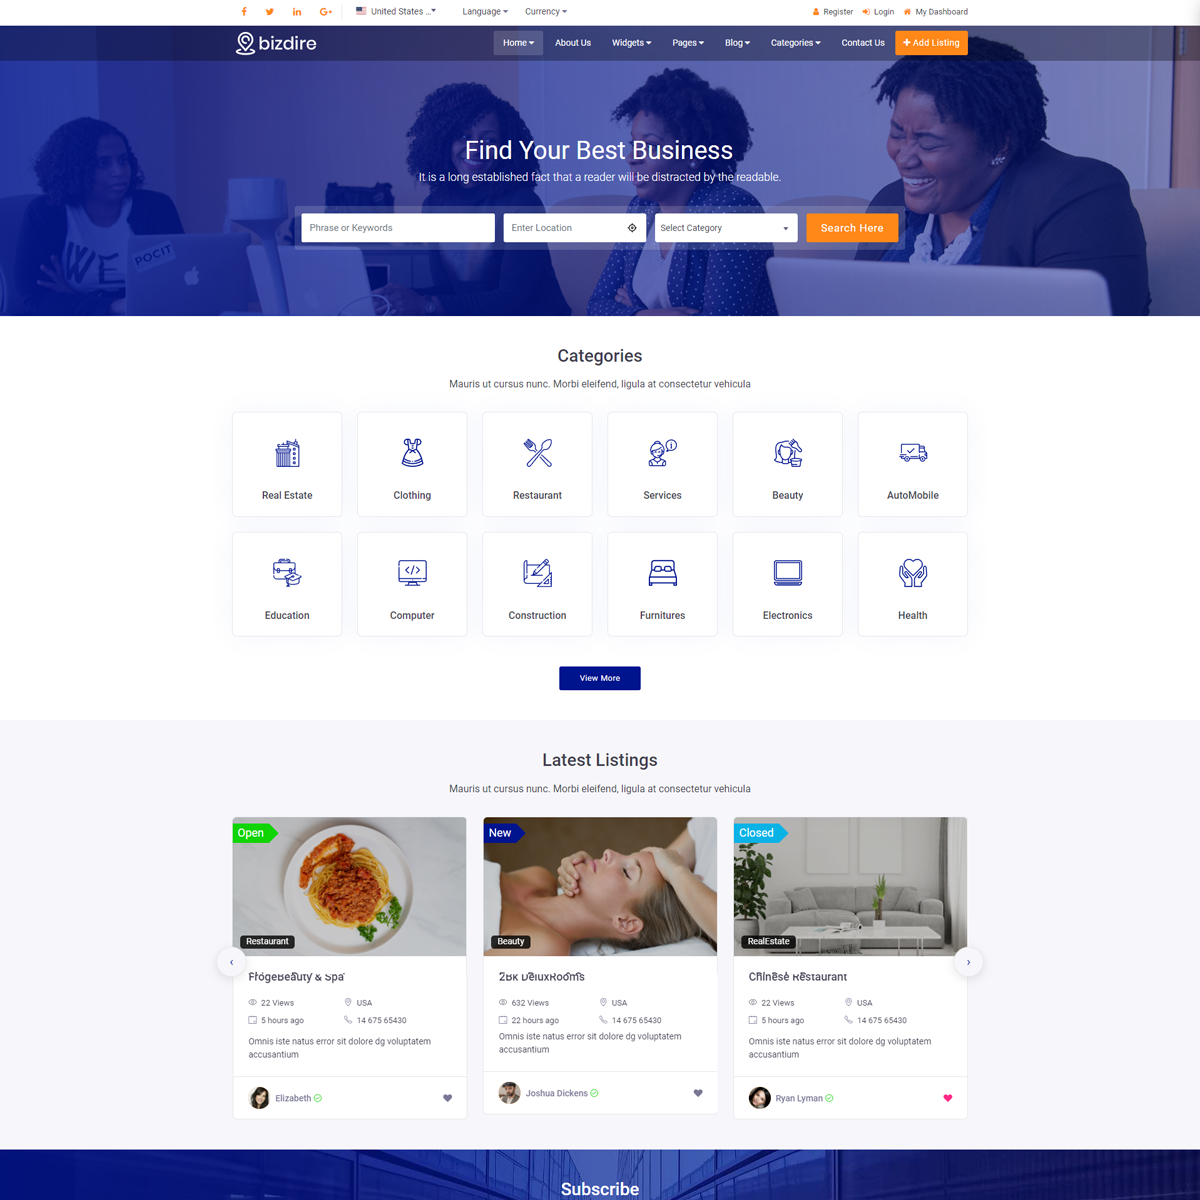 United States ...
Language
Currency
Register
Login
My Dashboard
bizdire
Home
About Us
Widgets
Pages
Blog
Categories
Contact Us
+ Add Listing
Find Your Best Business
It is a long established fact that a reader will be distracted by the readable.
Phrase or Keywords
Enter Location
Select Category
Search Here
POCIT
WE
Categories
Mauris ut cursus nunc. Morbi eleifend, ligula at consectetur vehicula
Real Estate
Clothing
Restaurant
Services
Beauty
AutoMobile
Education
Computer
Construction
Furnitures
Electronics
Health
View More
Latest Listings
Mauris ut cursus nunc. Morbi eleifend, ligula at consectetur vehicula
Open
Restaurant
FrogeBeauty & Spa
22 Views
USA
5 hours ago
14 675 65430
Omnis iste natus error sit dolore dg voluptatem
accusantium
Elizabeth
New
Beauty
2BK DeluxRooms
632 Views
USA
22 hours ago
14 675 65430
Omnis iste natus error sit dolore dg voluptatem
accusantium
Joshua Dickens
Closed
RealEstate
Chinese Restaurant
22 Views
USA
5 hours ago
14 675 65430
Omnis iste natus error sit dolore dg voluptatem
accusantium
Ryan Lyman
Subscribe